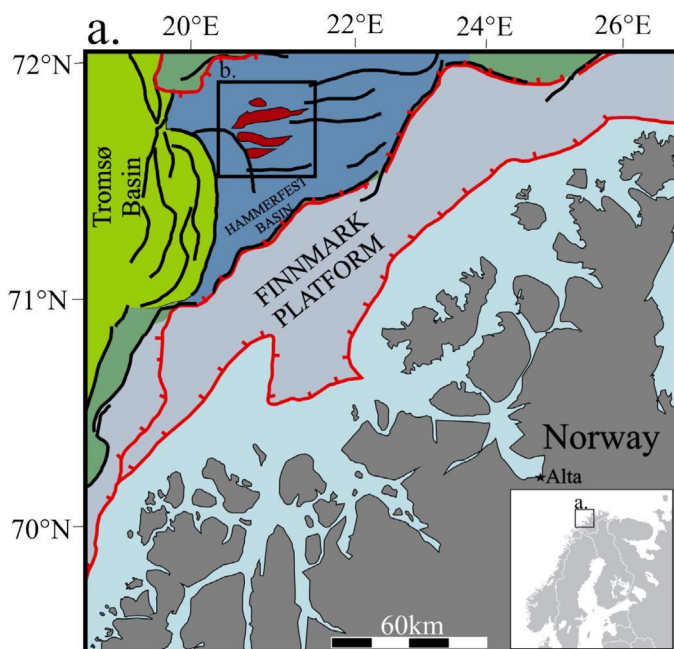 a.
20°E
22°E
24°E
26°E
72°N
b.
Tromsø
Basin
HAMMERFEST
BASIN
71°N
FINNMARK
PLATFORM
Norway
Alta
70°N
a.
60km